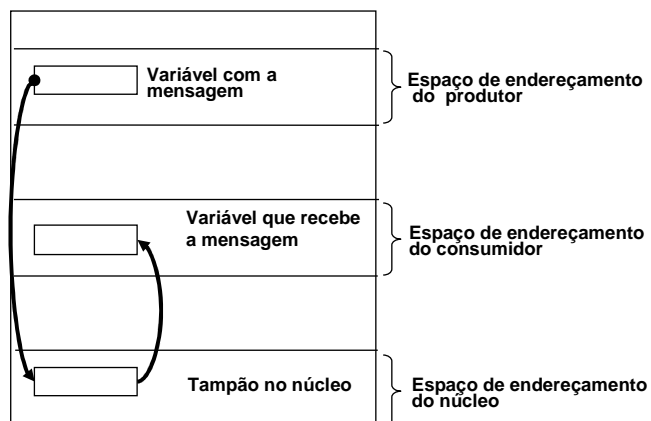 Variável com a
mensagem
Espaço de endereçamento
do produtor
Variável que recebe
a mensagem
Espaço de endereçamento
do consumidor
Tampão no núcleo
Espaço de endereçamento
do núcleo